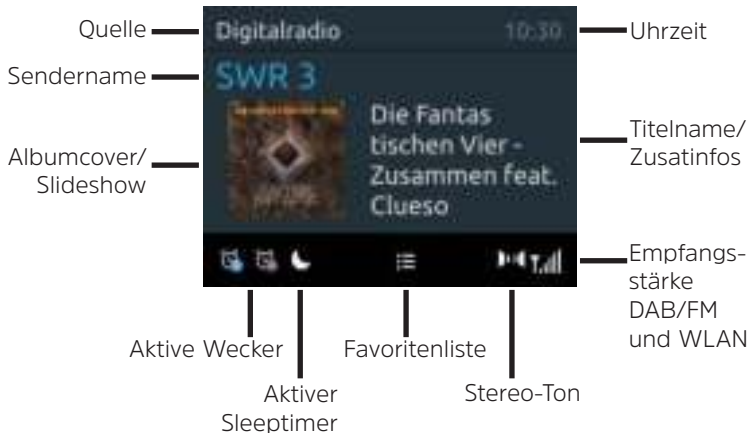 Quelle
Digitalradio
10:30
Uhrzeit
Sendername
SWR 3
Albumcover/
Slideshow
Die Fantas
tischen Vier -
Zusammen feat.
Clueso
Titelname/
Zusatinfos
Empfangs-
stärke
DAB/FM
und WLAN
Aktive Wecker
Favoritenliste
Aktiver
Sleeptimer
Stereo-Ton